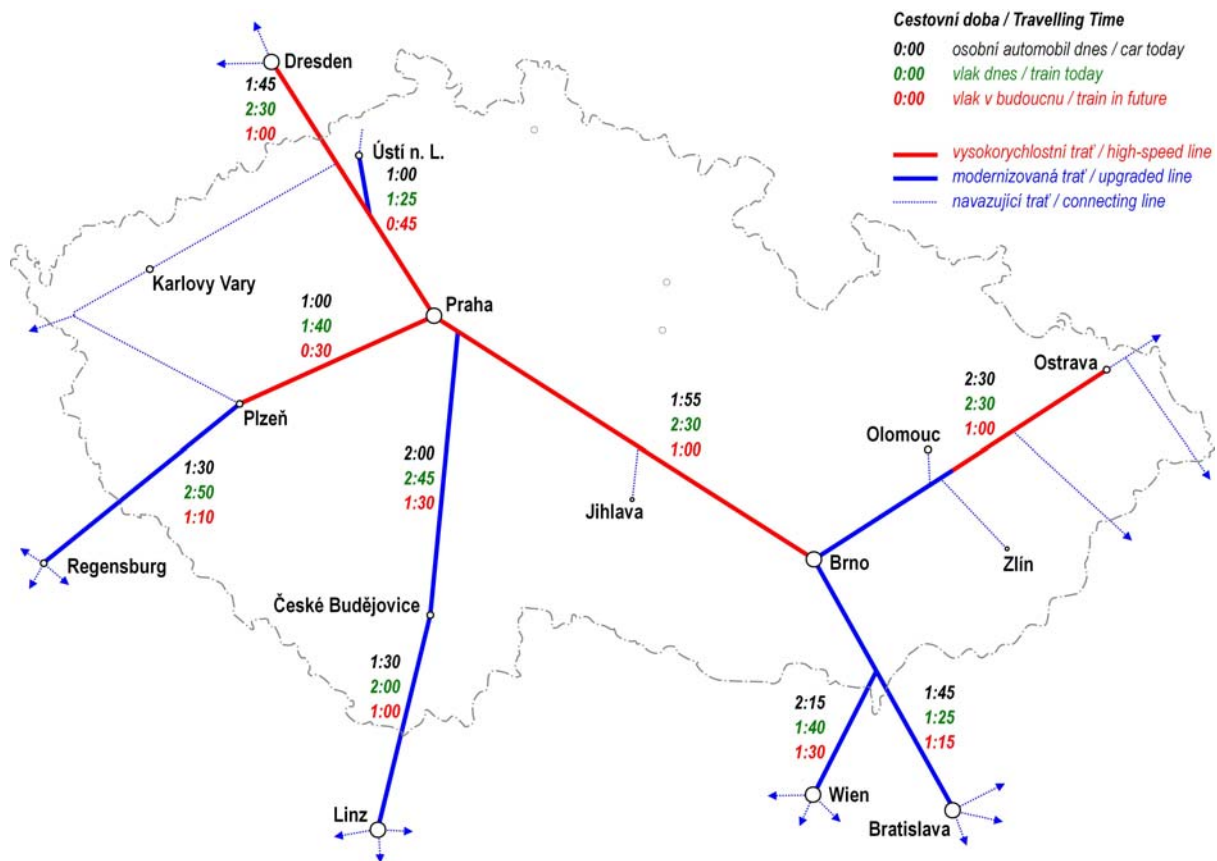 Cestovní doba / Travelling Time
0:00 osobní automobil dnes / car today
0:00 vlak dnes / train today
0:00 vlak v budoucnu / train in future
vysokorychlostní trať / high-speed line
modernizovaná trať / upgraded line
navazující trať / connecting line
Dresden
1:45
2:30
1:00
Ústí n. L.
1:00
1:25
0:45
Karlovy Vary
Praha
1:00
1:40
0:30
Plzeň
1:30
2:50
1:10
Regensburg
2:00
2:45
1:30
České Budějovice
1:30
2:00
1:00
Linz
1:55
2:30
1:00
Jihlava
Ostrava
2:30
2:30
1:00
Olomouc
Brno
Zlín
2:15
1:40
1:30
Wien
1:45
1:25
1:15
Bratislava